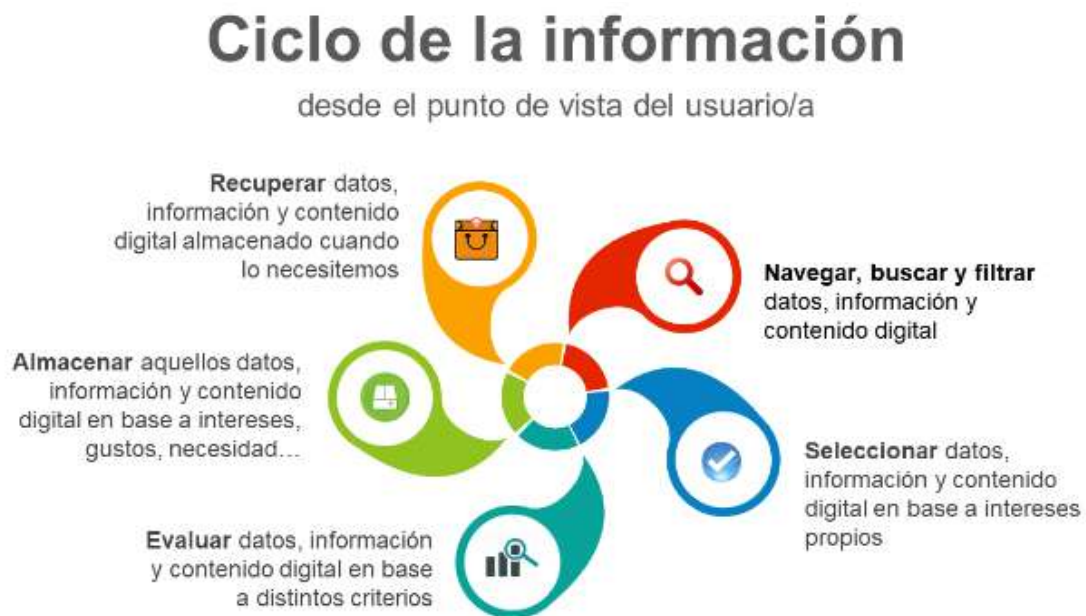 Ciclo de la información
desde el punto de vista del usuario/a
Recuperar datos,
información y contenido
digital almacenado cuando
lo necesitemos
Navegar, buscar y filtrar
datos, información y
contenido digital
Almacenar aquellos datos,
información y contenido
digital en base a intereses,
gustos, necesidad...
Seleccionar datos,
información y contenido
digital en base a intereses
propios
Evaluar datos, información
y contenido digital en base
a distintos criterios